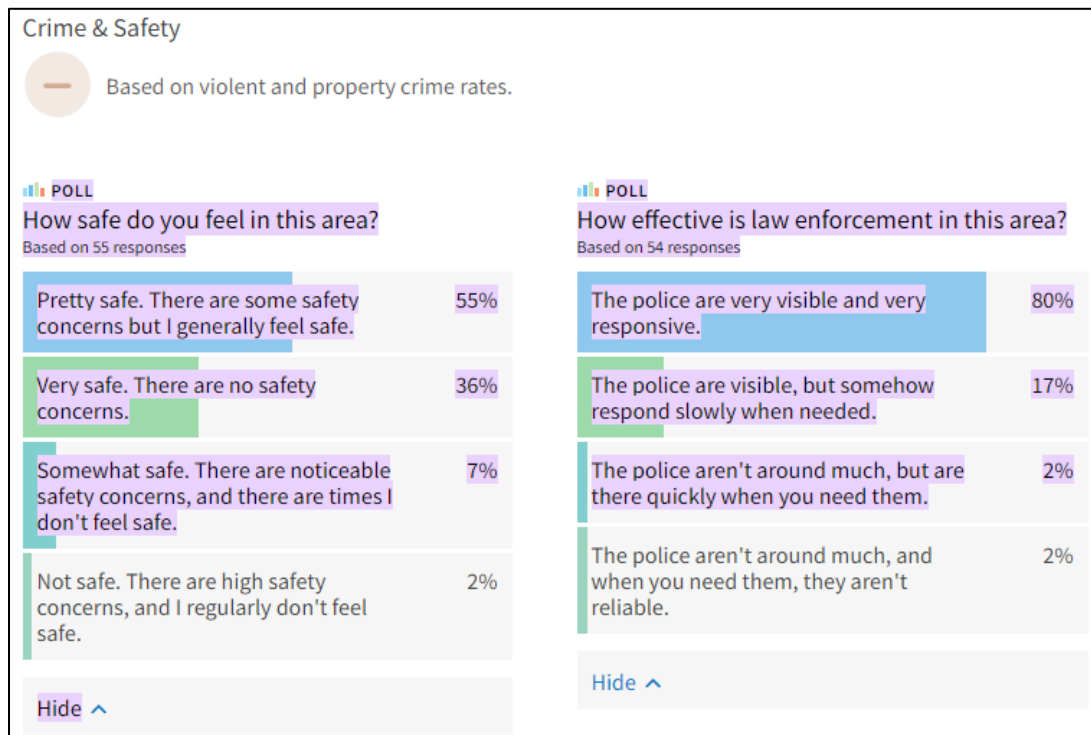 Crime & Safety
Based on violent and property crime rates.
POLL
How safe do you feel in this area?
Based on 55 responses
Pretty safe. There are some safety
concerns but I generally feel safe.
55%
Very safe. There are no safety
concerns.
36%
Somewhat safe. There are noticeable
safety concerns, and there are times I
don't feel safe.
7%
Not safe. There are high safety
concerns, and I regularly don't feel
safe.
2%
Hide
POLL
How effective is law enforcement in this area?
Based on 54 responses
The police are very visible and very
responsive.
80%
The police are visible, but somehow
respond slowly when needed.
17%
The police aren't around much, but are
there quickly when you need them.
2%
The police aren't around much, and
when you need them, they aren't
reliable.
2%
Hide